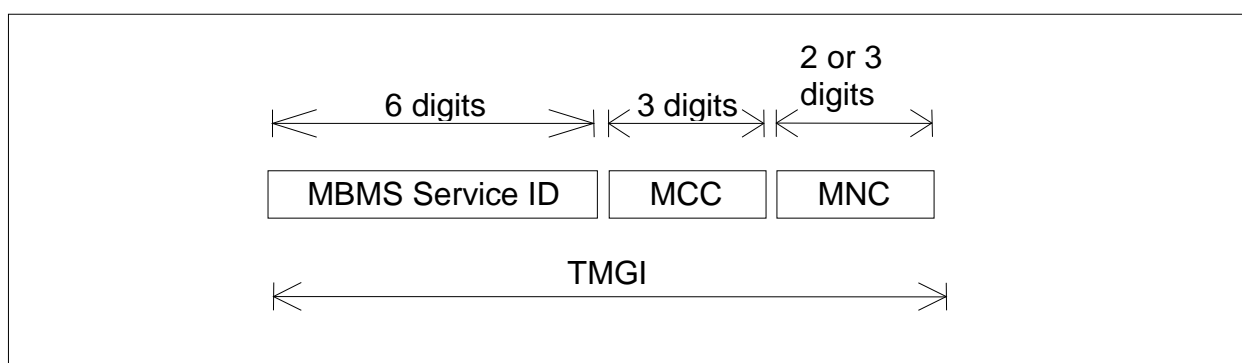 2 or 3
digits
6 digits
3 digits
MBMS Service ID
MCC
MNC
TMGI